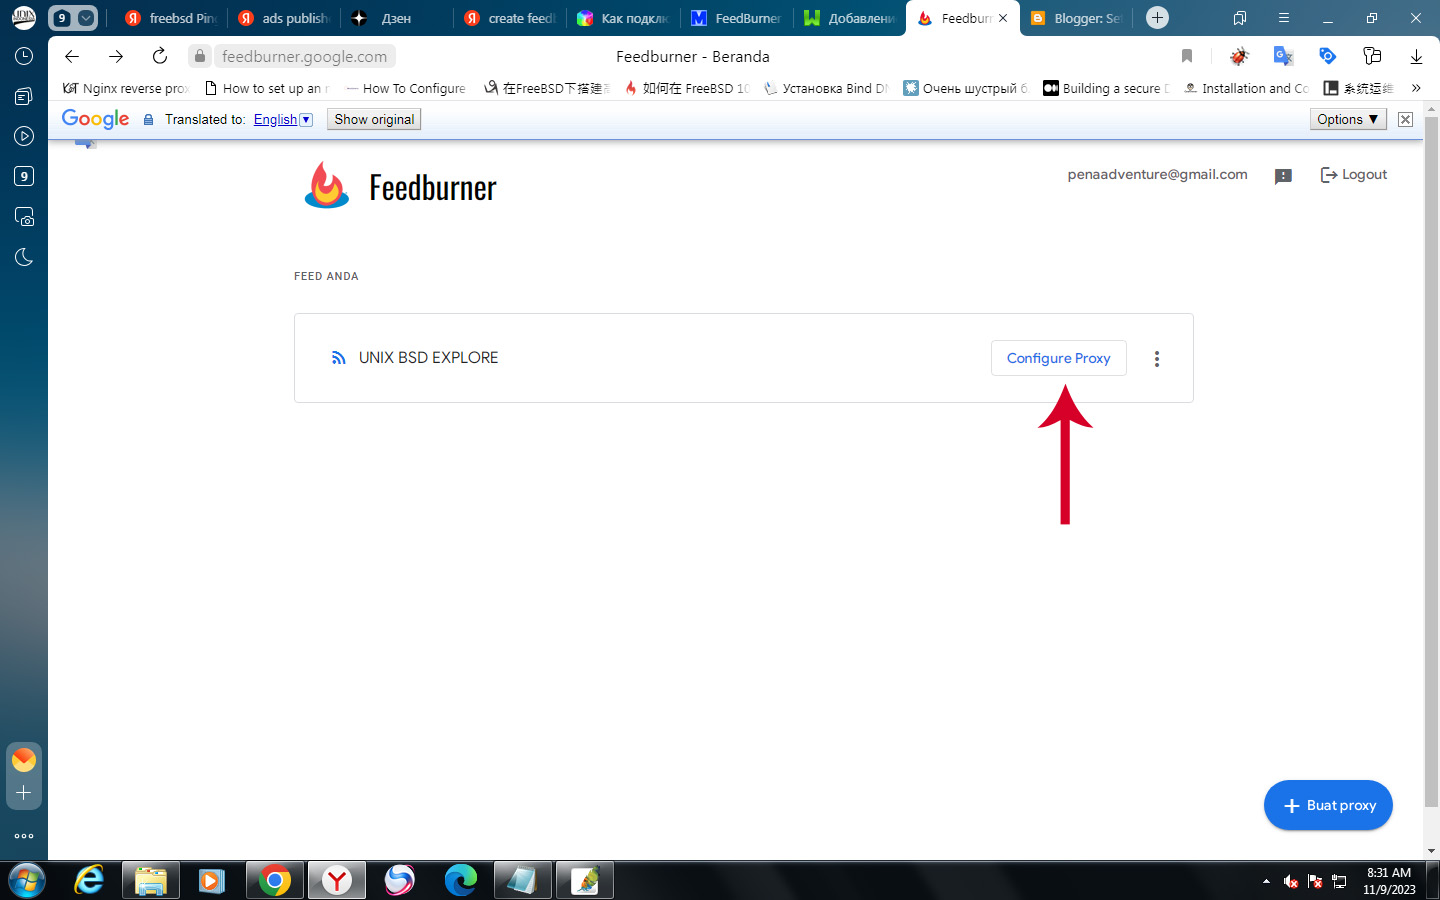 9
freebsd Pin
ads publish
Дзен
create feed
Как подклю
FeedBurner
Добавлени
Feedburr
Blogger: Se
feedburner.google.com
Feedburner - Beranda
Nginx reverse prox
How to set up an r
How To Configure
在FreeBSD下搭建
如何在 FreeBSD 10
Установка Bind DN
Очень шустрый б
Building a secure D
Installation and Co
系统运维
»
Google
Translated to: English ▼
Show original
Options ▼
9
Feedburner
penaadventure@gmail.com
Logout
FEED ANDA
UNIX BSD EXPLORE
Configure Proxy
Buat proxy
8:31 AM
11/9/2023